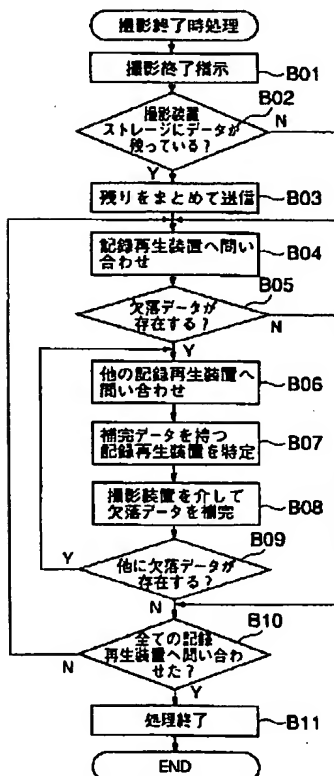 撮影終了時処理
撮影終了指示
B01
B02
撮影装置
ストレージにデータが
残っている？
N
Y
残りをまとめて送信
B03
記録再生装置へ問い
合わせ
B04
B05
欠落データが
存在する？
N
Y
他の記録再生装置へ
問い合わせ
B06
補完データを持つ
記録再生装置を特定
B07
撮影装置を介して
欠落データを補完
B08
B09
Y
他に欠落データが
存在する？
N
B10
全ての記録
再生装置へ問い合わ
せた？
N
Y
処理終了
B11
END